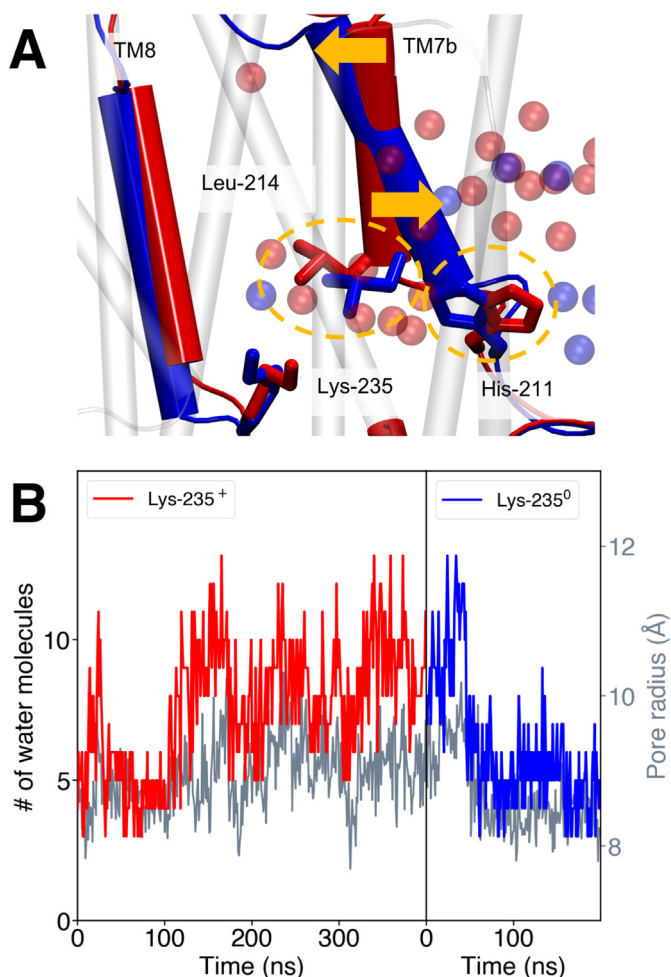 A
TM8
TM7b
Leu-214
Lys-235
His-211
B
Lys-235⁺
Lys-235⁰
# of water molecules
10
5
0
12
10
8
Pore radius (Å)
0 100 200 300 0 100
Time (ns) Time (ns)